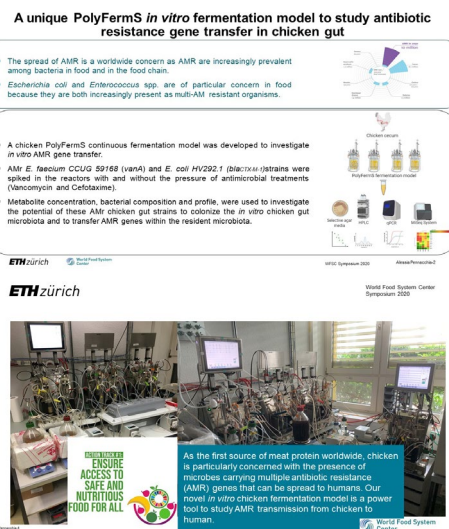 A unique PolyFermS in vitro fermentation model to study antibiotic
resistance gene transfer in chicken gut
The spread of AMR is a worldwide concern as AMR are increasingly prevalent
among bacteria in food and in the food chain.
Escherichia coli and Enterococcus spp. are of particular concern in food
because they are both increasingly present as multi-AM resistant organisms.
A chicken PolyFermS continuous fermentation model was developed to investigate
in vitro AMR gene transfer.
AMr E. faecium CCUG 59168 (vanA) and E. coli HV292.1 (blaCTX-M-1)strains were
spiked in the reactors with and without the pressure of antimicrobial treatments
(Vancomycin and Cefotaxime).
Metabolite concentration, bacterial composition and profile, were used to investigate
the potential of these AMr chicken gut strains to colonize the in vitro chicken gut
microbiota and to transfer AMR genes within the resident microbiota.
Chicken cecum
PolyFermS fermentation model
Selective agar
media
HPLC
qPCR
MiSeq System
ETH zürich
World Food System
Center
WFSC Symposium 2020
ETH zürich
World Food System Center
Symposium 2020
ACTION TRACK #1:
ENSURE
ACCESS TO
SAFE AND
NUTRITIOUS
FOOD FOR ALL
As the first source of meat protein worldwide, chicken
is particularly concerned with the presence of
microbes carrying multiple antibiotic resistance
(AMR) genes that can be spread to humans. Our
novel in vitro chicken fermentation model is a power
tool to study AMR transmission from chicken to
human.
World Food System
Center